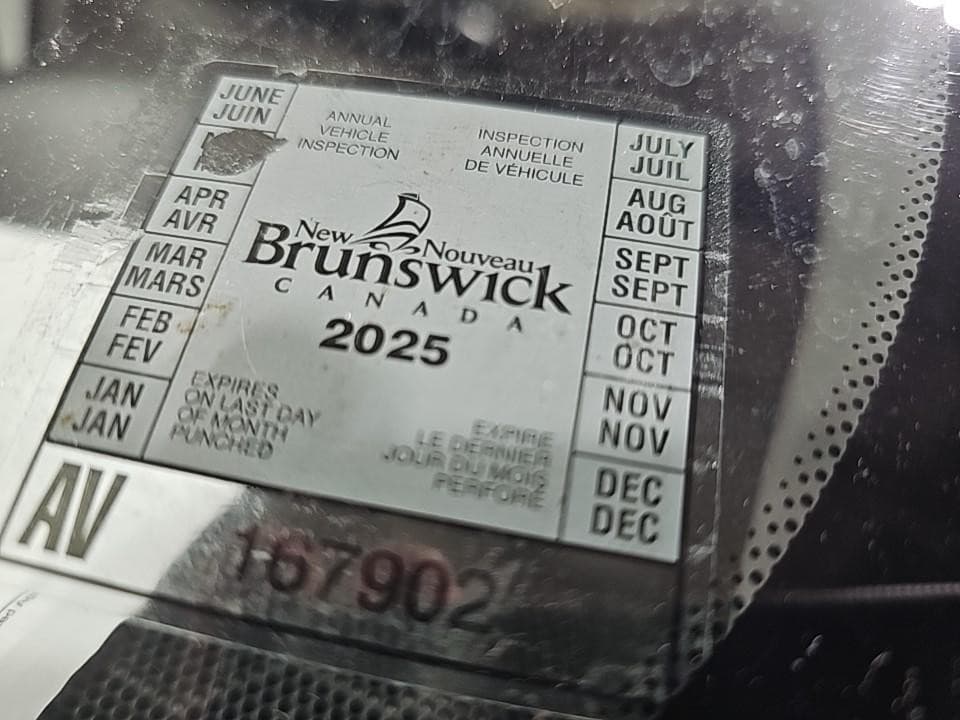 JUNE
JUIN
APR
AVR
MAR
MARS
FEB
FEV
JAN
JAN
ANNUAL
VEHICLE
INSPECTION
INSPECTION
ANNUELLE
DE VÉHICULE
New Nouveau
Brunswick
CANADA
2025
EXPIRES
ON LAST DAY
OF MONTH
PUNCHED
EXPIRE
LE DERNIER
JOUR DU MOIS
PERFORÉ
JULY
JUIL
AUG
AOÛT
SEPT
SEPT
OCT
OCT
NOV
NOV
DEC
DEC
AV
167902